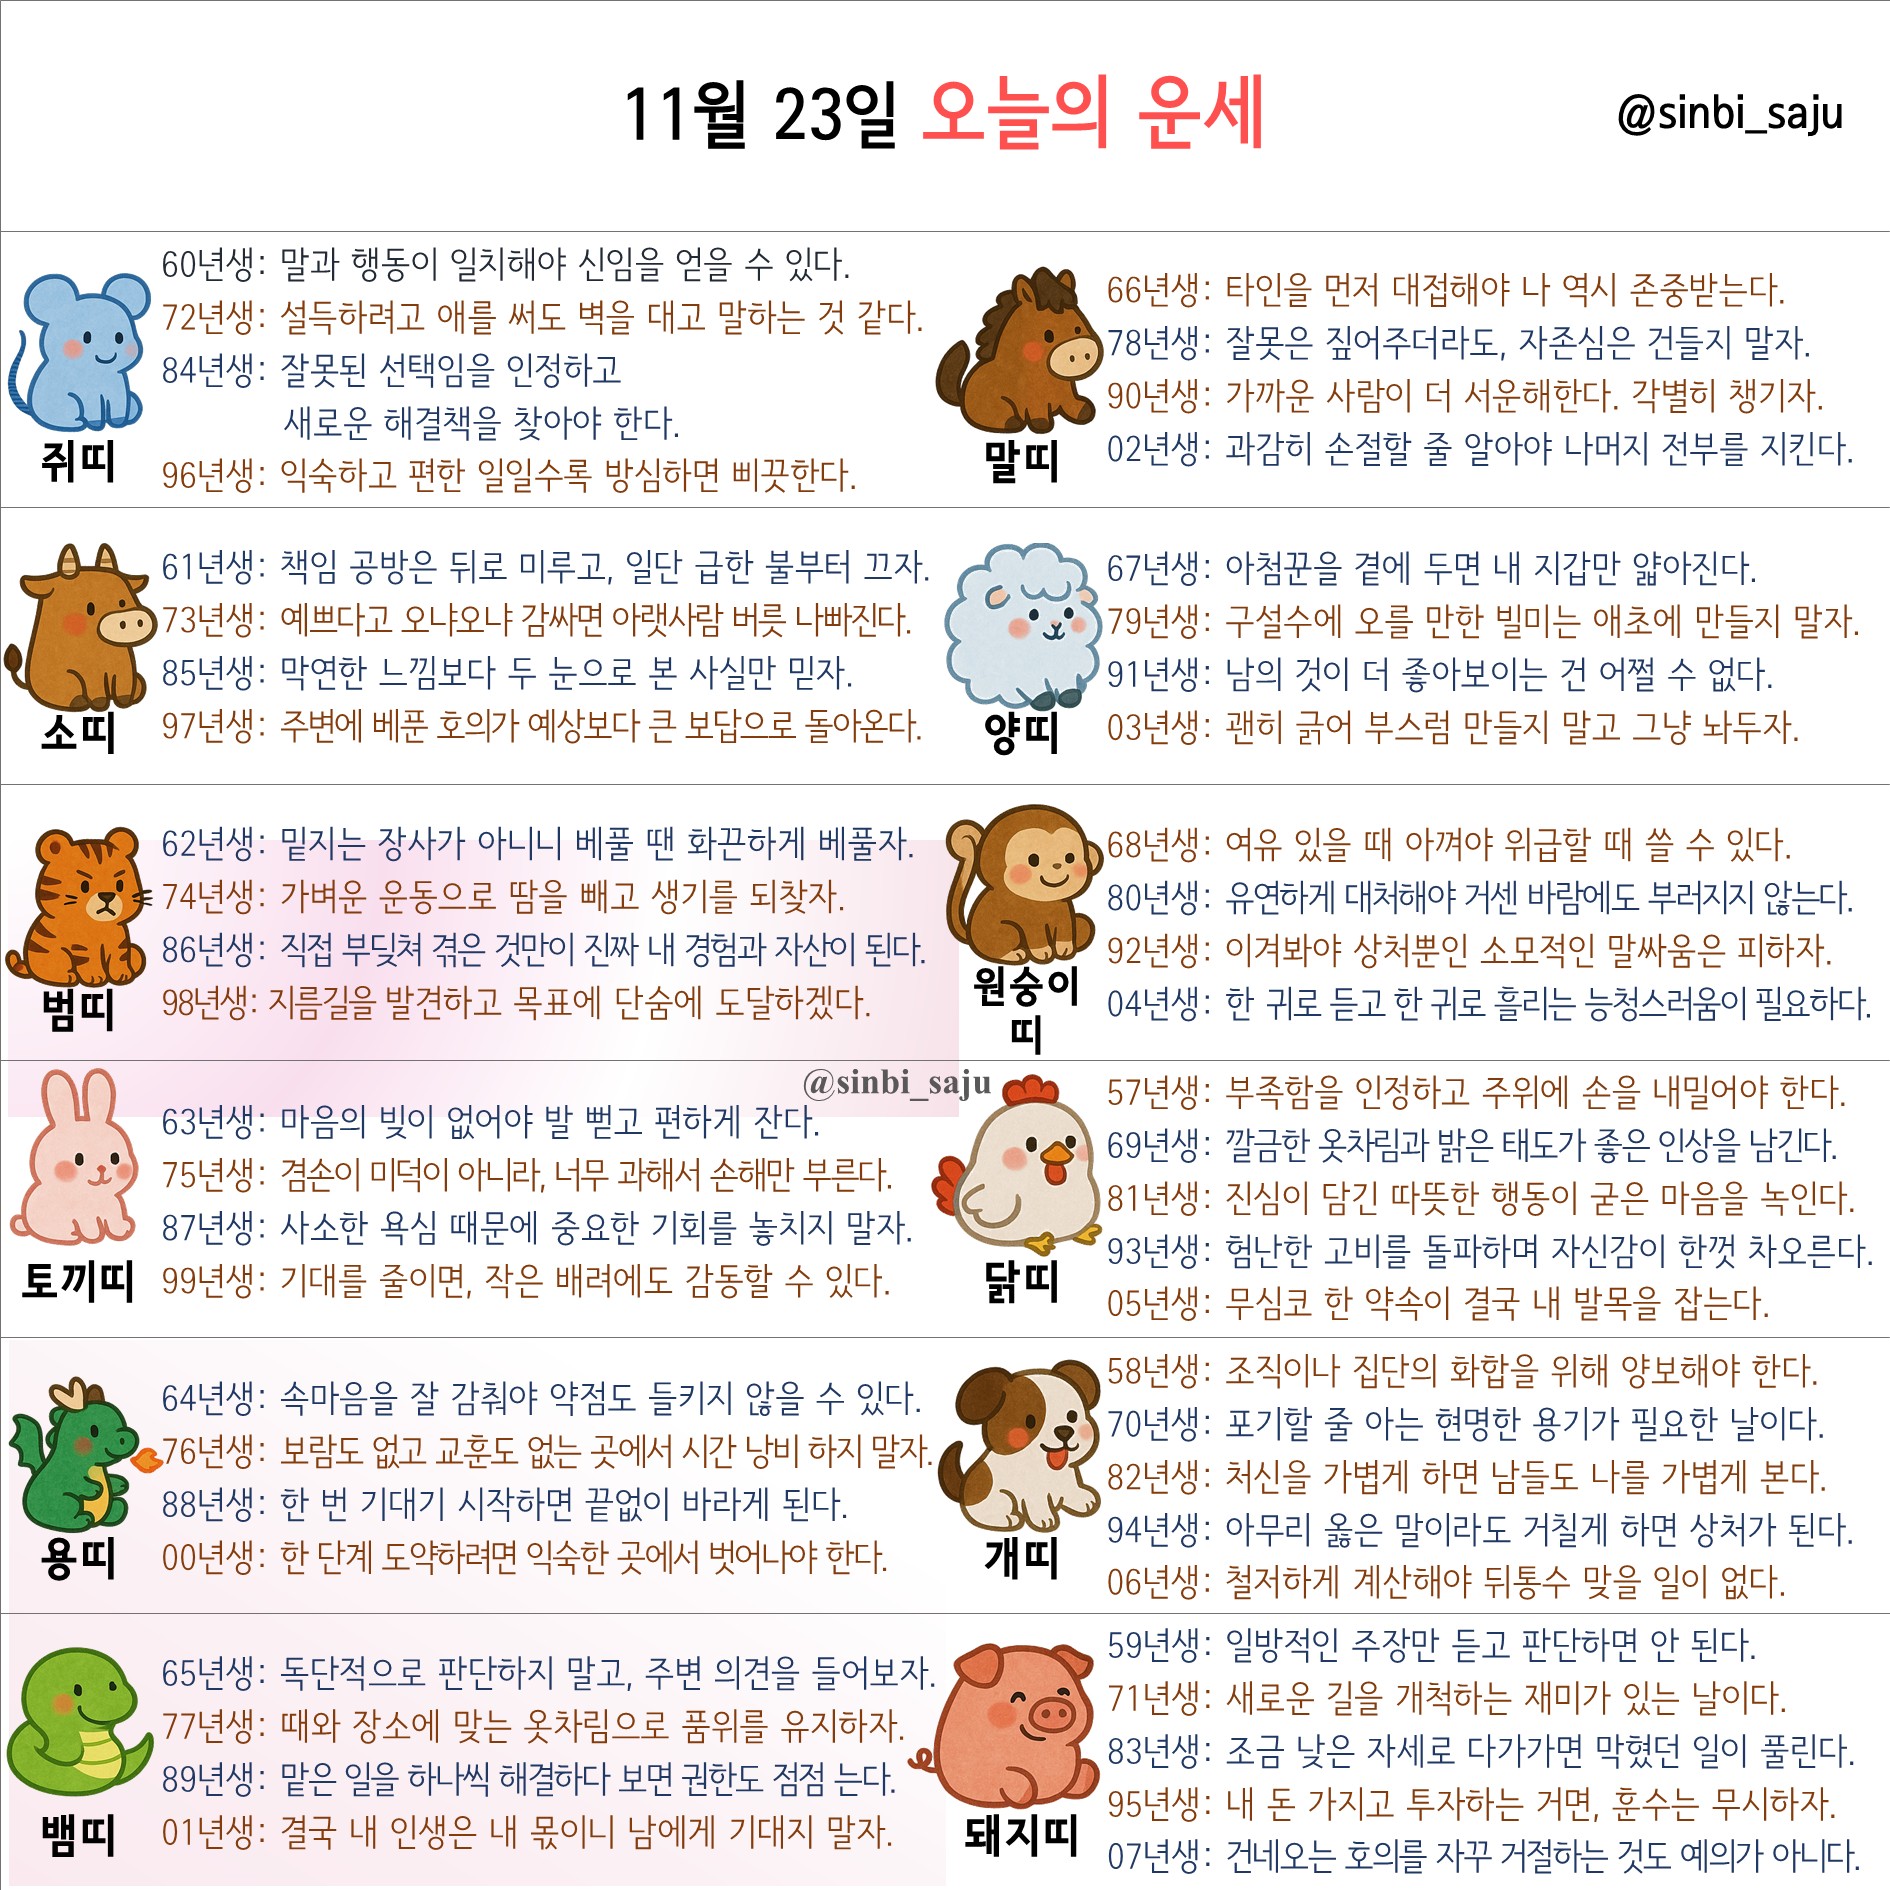 11월 23일 오늘의 운세
@sinbi_saju
60년생: 말과 행동이 일치해야 신임을 얻을 수 있다.
72년생: 설득하려고 애를 써도 벽을 대고 말하는 것 같다.
84년생: 잘못된 선택임을 인정하고
새로운 해결책을 찾아야 한다.
96년생: 익숙하고 편한 일일수록 방심하면 삐끗한다.
쥐띠
66년생: 타인을 먼저 대접해야 나 역시 존중받는다.
78년생: 잘못은 짚어주더라도, 자존심은 건들지 말자.
90년생: 가까운 사람이 더 서운해한다. 각별히 챙기자.
02년생: 과감히 손절할 줄 알아야 나머지 전부를 지킨다.
말띠
61년생: 책임 공방은 뒤로 미루고, 일단 급한 불부터 끄자.
73년생: 예쁘다고 오냐오냐 감싸면 아랫사람 버릇 나빠진다.
85년생: 막연한 느낌보다 두 눈으로 본 사실만 믿자.
97년생: 주변에 베푼 호의가 예상보다 큰 보답으로 돌아온다.
소띠
67년생: 아첨꾼을 곁에 두면 내 지갑만 얇아진다.
79년생: 구설수에 오를 만한 빌미는 애초에 만들지 말자.
91년생: 남의 것이 더 좋아보이는 건 어쩔 수 없다.
03년생: 괜히 긁어 부스럼 만들지 말고 그냥 놔두자.
양띠
62년생: 밑지는 장사가 아니니 베풀 땐 화끈하게 베풀자.
74년생: 가벼운 운동으로 땀을 빼고 생기를 되찾자.
86년생: 직접 부딪쳐 겪은 것만이 진짜 내 경험과 자산이 된다.
98년생: 지름길을 발견하고 목표에 단숨에 도달하겠다.
범띠
68년생: 여유 있을 때 아껴야 위급할 때 쓸 수 있다.
80년생: 유연하게 대처해야 거센 바람에도 부러지지 않는다.
92년생: 이겨봐야 상처뿐인 소모적인 말싸움은 피하자.
04년생: 한 귀로 듣고 한 귀로 흘리는 능청스러움이 필요하다.
원숭이
띠
@sinbi_saju
63년생: 마음의 빚이 없어야 발 뻗고 편하게 잔다.
75년생: 겸손이 미덕이 아니라, 너무 과해서 손해만 부른다.
87년생: 사소한 욕심 때문에 중요한 기회를 놓치지 말자.
99년생: 기대를 줄이면, 작은 배려에도 감동할 수 있다.
토끼띠
57년생: 부족함을 인정하고 주위에 손을 내밀어야 한다.
69년생: 깔금한 옷차림과 밝은 태도가 좋은 인상을 남긴다.
81년생: 진심이 담긴 따뜻한 행동이 굳은 마음을 녹인다.
93년생: 험난한 고비를 돌파하며 자신감이 한껏 차오른다.
05년생: 무심코 한 약속이 결국 내 발목을 잡는다.
닭띠
64년생: 속마음을 잘 감춰야 약점도 들키지 않을 수 있다.
76년생: 보람도 없고 교훈도 없는 곳에서 시간 낭비 하지 말자.
88년생: 한 번 기대기 시작하면 끝없이 바라게 된다.
00년생: 한 단계 도약하려면 익숙한 곳에서 벗어나야 한다.
용띠
58년생: 조직이나 집단의 화합을 위해 양보해야 한다.
70년생: 포기할 줄 아는 현명한 용기가 필요한 날이다.
82년생: 처신을 가볍게 하면 남들도 나를 가볍게 본다.
94년생: 아무리 옳은 말이라도 거칠게 하면 상처가 된다.
06년생: 철저하게 계산해야 뒤통수 맞을 일이 없다.
개띠
65년생: 독단적으로 판단하지 말고, 주변 의견을 들어보자.
77년생: 때와 장소에 맞는 옷차림으로 품위를 유지하자.
89년생: 맡은 일을 하나씩 해결하다 보면 권한도 점점 는다.
01년생: 결국 내 인생은 내 몫이니 남에게 기대지 말자.
뱀띠
59년생: 일방적인 주장만 듣고 판단하면 안 된다.
71년생: 새로운 길을 개척하는 재미가 있는 날이다.
83년생: 조금 낮은 자세로 다가가면 막혔던 일이 풀린다.
95년생: 내 돈 가지고 투자하는 거면, 훈수는 무시하자.
07년생: 건네오는 호의를 자꾸 거절하는 것도 예의가 아니다.
돼지띠